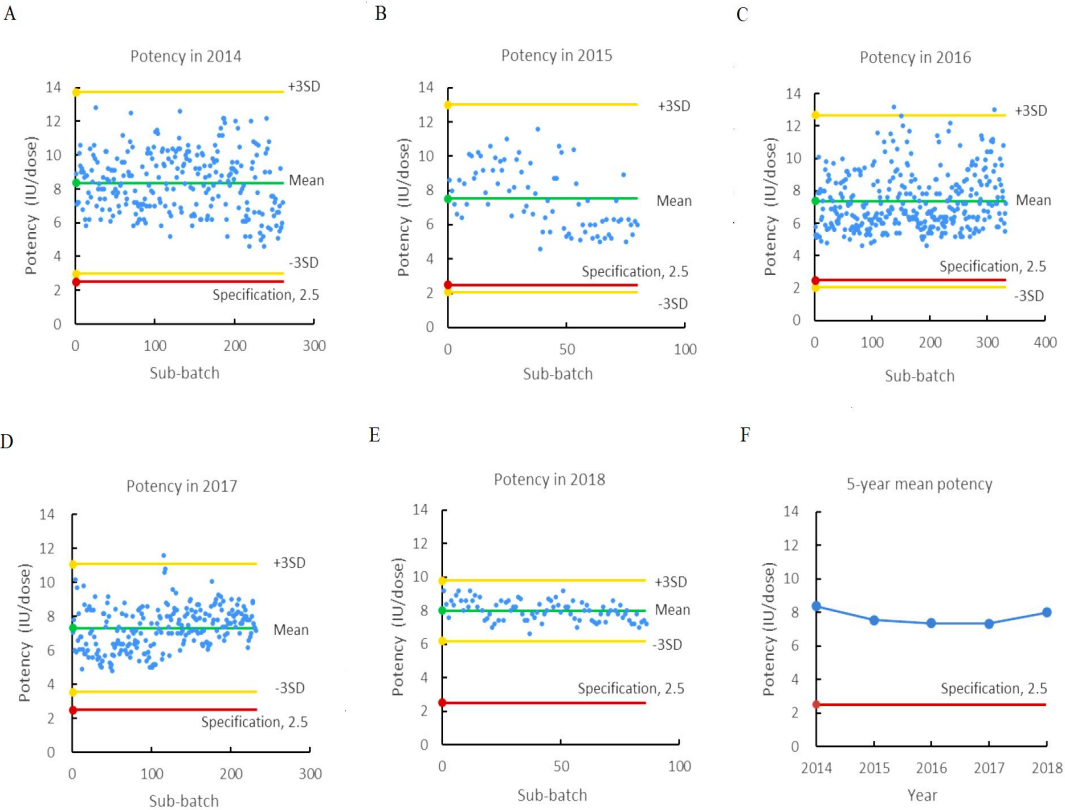 A
Potency in 2014
Potency (IU/dose)
14
12
10
8
6
4
2
0
+3SD
Mean
-3SD
Specification, 2.5
0 100 200 300
Sub-batch
B
Potency in 2015
Potency (IU/dose)
14
12
10
8
6
4
2
0
+3SD
Mean
Specification, 2.5
-3SD
0 50 100
Sub-batch
C
Potency in 2016
Potency (IU/dose)
14
12
10
8
6
4
2
0
+3SD
Mean
Specification, 2.5
-3SD
0 100 200 300 400
Sub-batch
D
Potency in 2017
Potency (IU/dose)
14
12
10
8
6
4
2
0
+3SD
Mean
-3SD
Specification, 2.5
0 100 200 300
Sub-batch
E
Potency in 2018
Potency (IU/dose)
14
12
10
8
6
4
2
0
+3SD
Mean
-3SD
Specification, 2.5
0 50 100
Sub-batch
F
5-year mean potency
Potency (IU/dose)
14
12
10
8
6
4
2
0
Specification, 2.5
2014 2015 2016 2017 2018
Year